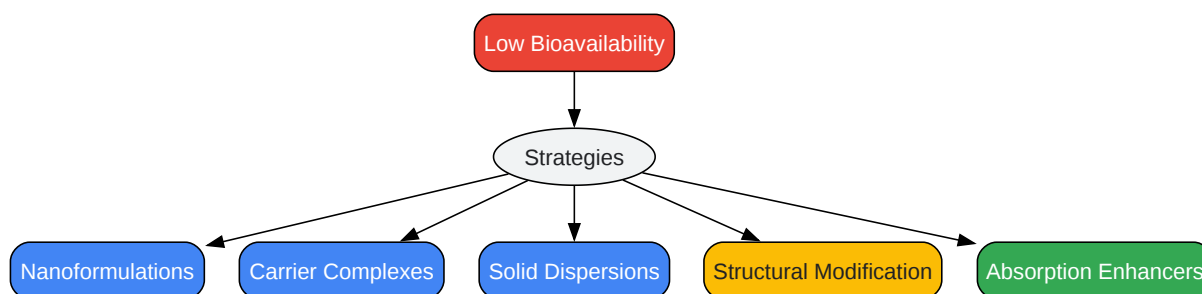 Low Bioavailability
Strategies
Nanoformulations
Carrier Complexes
Solid Dispersions
Structural Modification
Absorption Enhancers